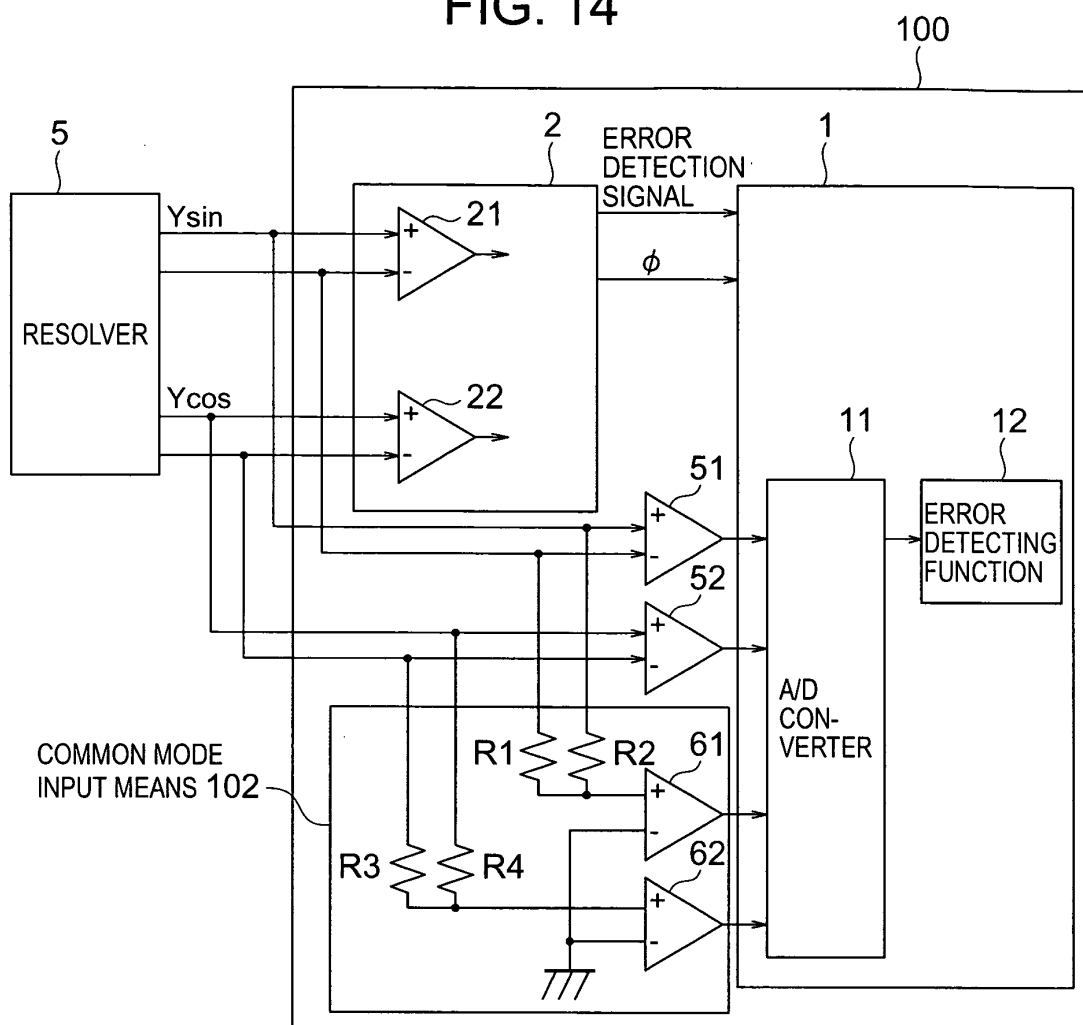 FIG. 14
100
5
2
ERROR
DETECTION
SIGNAL
1
Ysin
+
21
-
ϕ
RESOLVER
Ycos
+
22
-
11
12
51
+
-
ERROR
DETECTING
FUNCTION
52
+
-
A/D
CON-
VERTER
COMMON MODE
INPUT MEANS 102
R1
R2
61
+
-
R3
R4
62
+
-